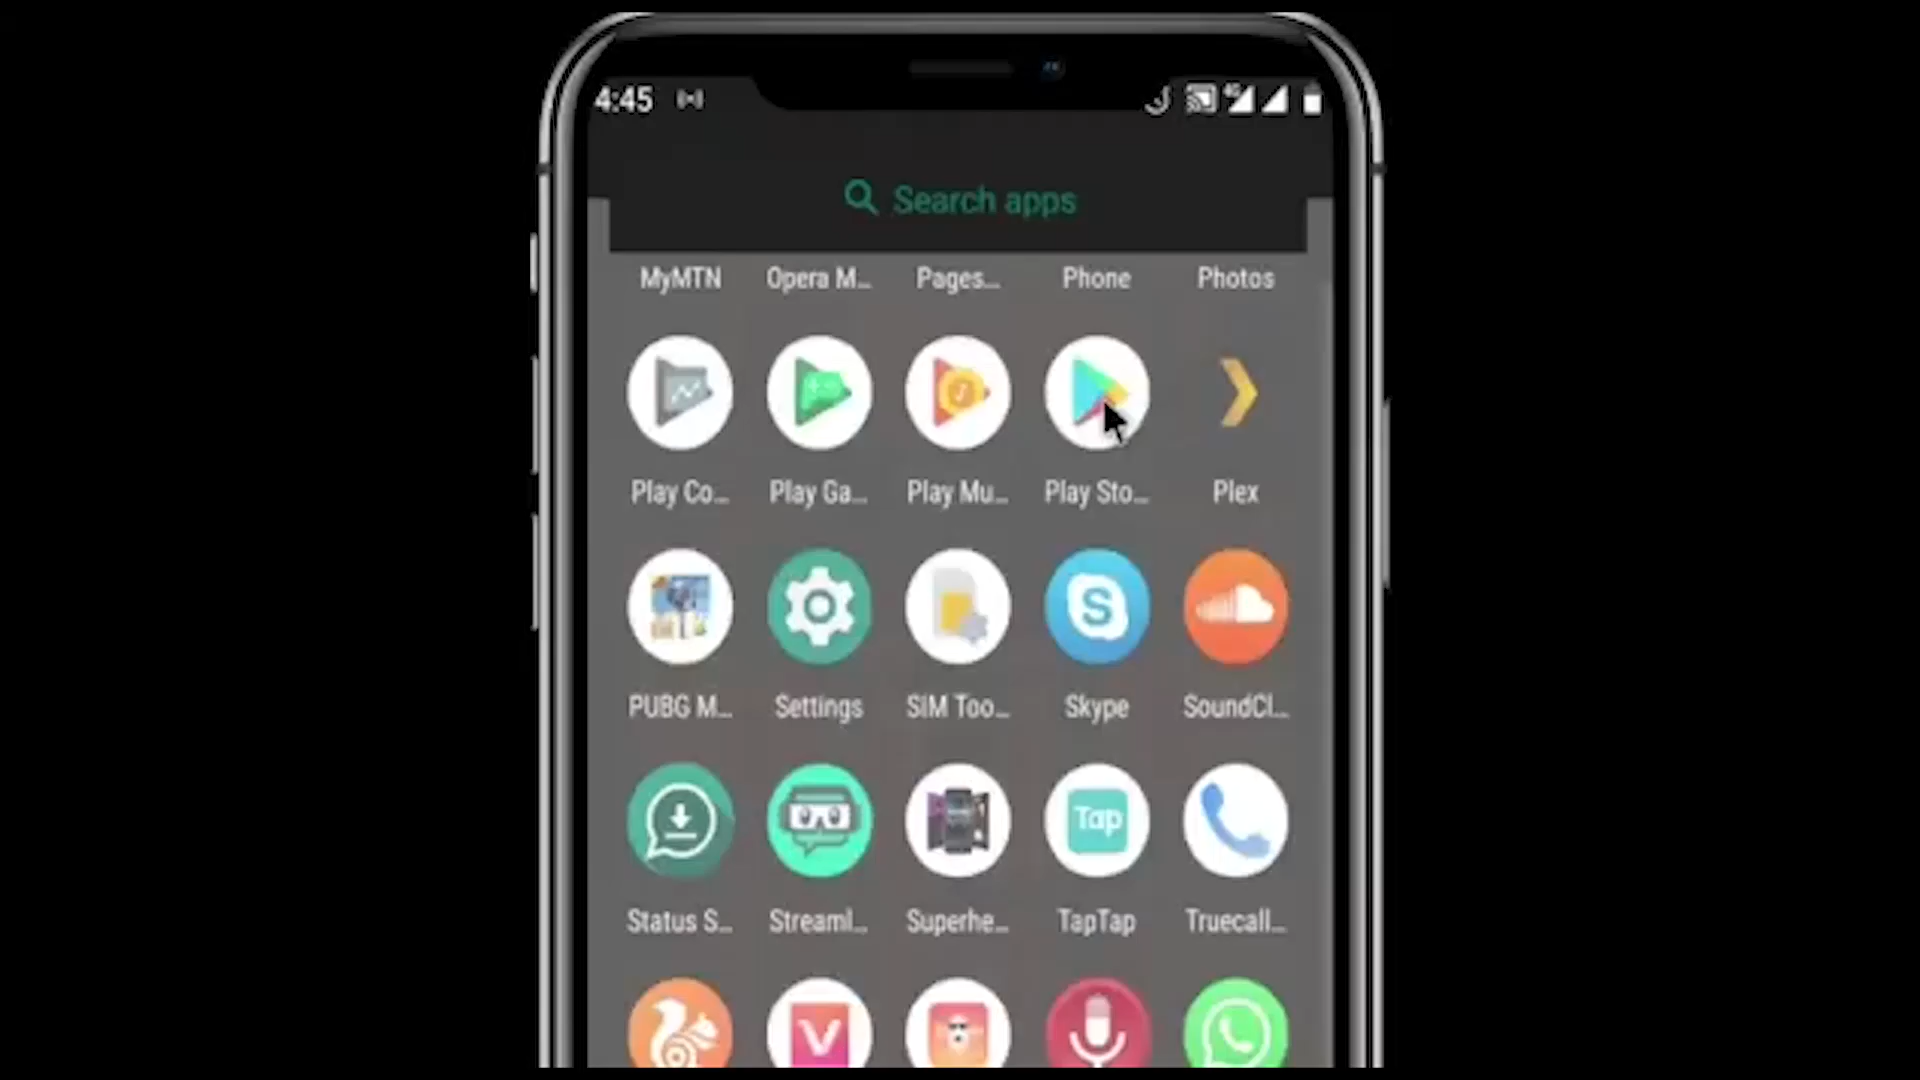 4:45
4G
Search apps
MyMTN Opera M... Pages... Phone Photos
Play Co... Play Ga... Play Mu... Play Sto... Plex
PUBG M... Settings SIM Too... Skype SoundCl...
Tap
Status S... Streaml... Superhe... TapTap Truecall...